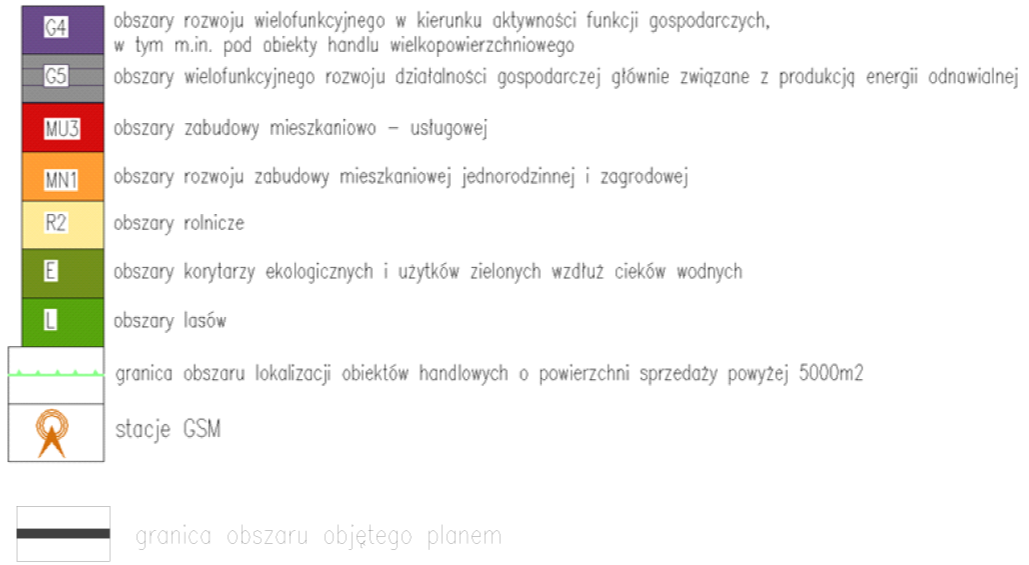 G4 obszary rozwoju wielofunkcyjnego w kierunku aktywności funkcji gospodarczych,
w tym m.in. pod obiekty handlu wielkopowierzchniowego
G5 obszary wielofunkcyjnego rozwoju działalności gospodarczej głównie związane z produkcją energii odnawialnej
MU3 obszary zabudowy mieszkaniowo – usługowej
MN1 obszary rozwoju zabudowy mieszkaniowej jednorodzinnej i zagrodowej
R2 obszary rolnicze
E obszary korytarzy ekologicznych i użytków zielonych wzdłuż cieków wodnych
L obszary lasów
granica obszaru lokalizacji obiektów handlowych o powierzchni sprzedaży powyżej 5000m2
stacje GSM
granica obszaru objętego planem